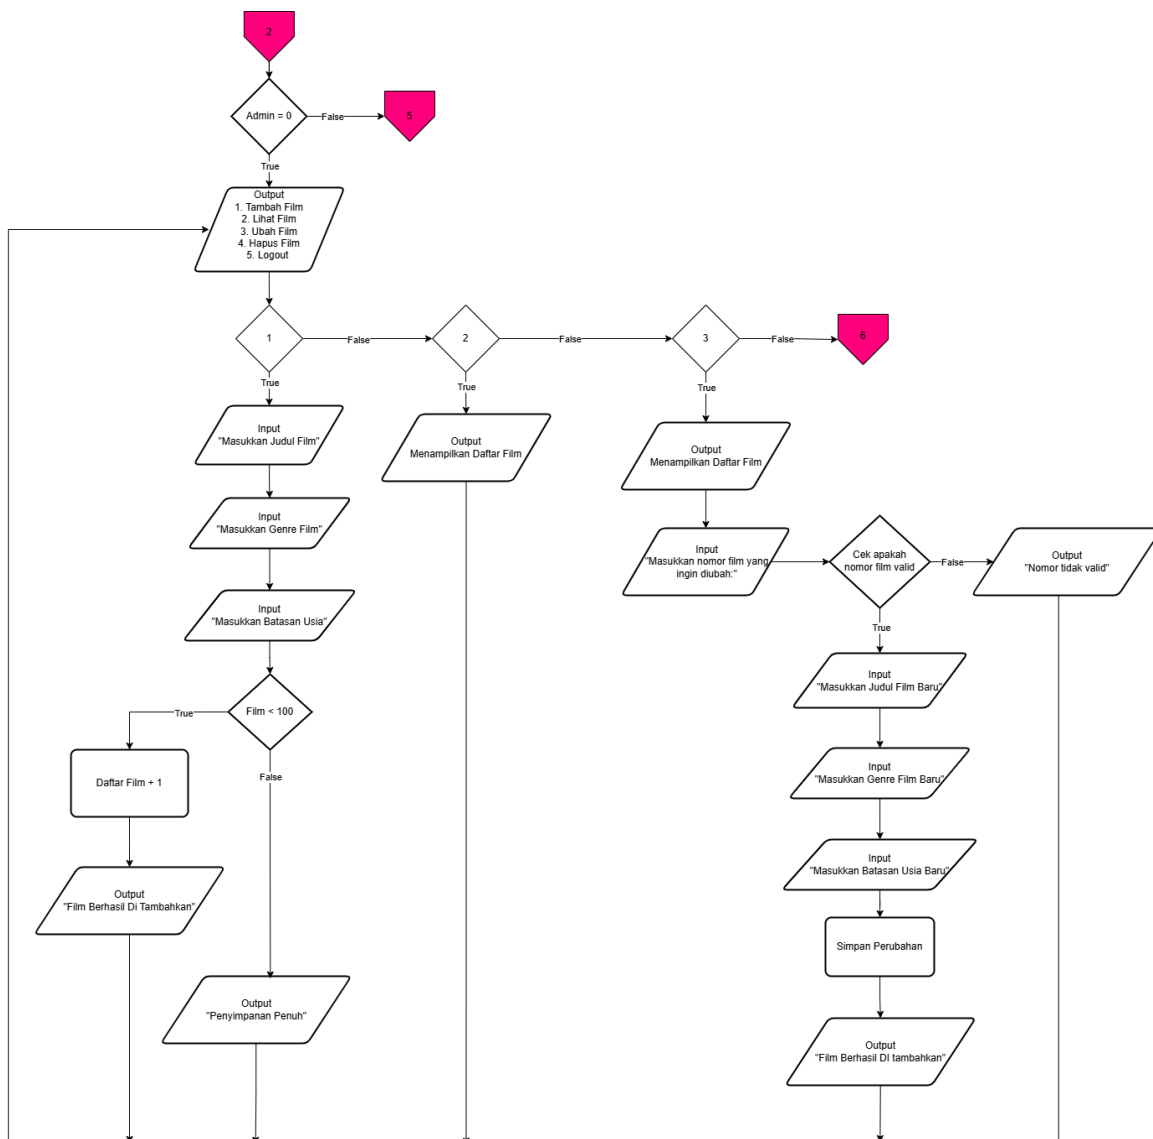 2
Admin = 0
False
5
True
Output
1. Tambah Film
2. Lihat Film
3. Ubah Film
4. Hapus Film
5. Logout
1
False
2
False
3
False
6
True
True
True
Input
"Masukkan Judul Film"
Output
Menampilkan Daftar Film
Output
Menampilkan Daftar Film
Input
"Masukkan Genre Film"
Input
"Masukkan nomor film yang
ingin diubah:"
Cek apakah
nomor film valid
False
Output
"Nomor tidak valid"
Input
"Masukkan Batasan Usia"
True
Input
"Masukkan Judul Film Baru"
True
Film < 100
False
Input
"Masukkan Genre Film Baru"
Daftar Film + 1
Input
"Masukkan Batasan Usia Baru"
Output
"Film Berhasil Di Tambahkan"
Simpan Perubahan
Output
"Penyimpanan Penuh"
Output
"Film Berhasil DI tambahkan"